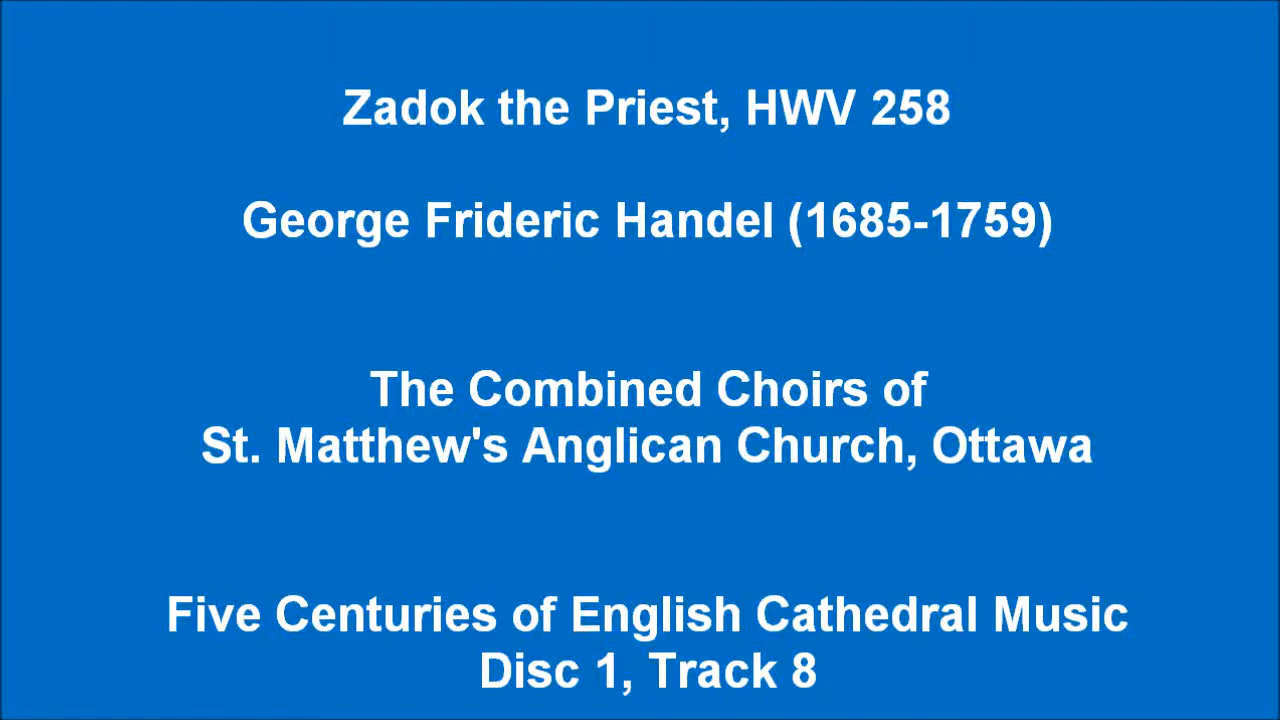 Zadok the Priest, HWV 258
George Frideric Handel (1685-1759)
The Combined Choirs of
St. Matthew's Anglican Church, Ottawa
Five Centuries of English Cathedral Music
Disc 1, Track 8